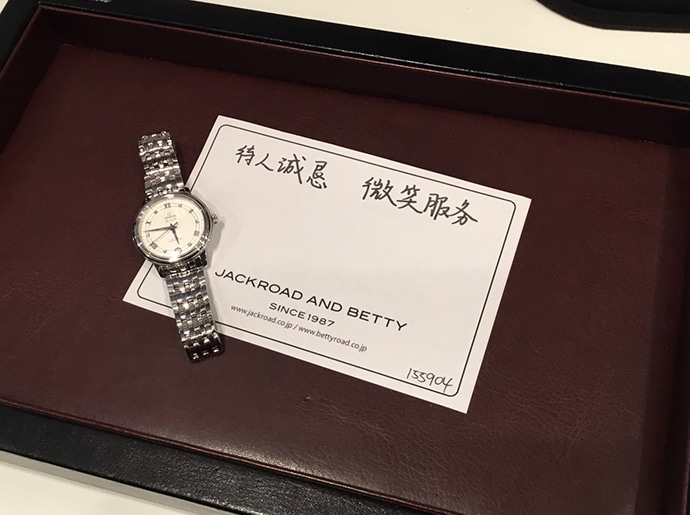 待人诚恳 微笑服务
JACKROAD AND BETTY
SINCE1987
www.jackroad.co.jp / www.bettyroad.co.jp
155904
OMEGA